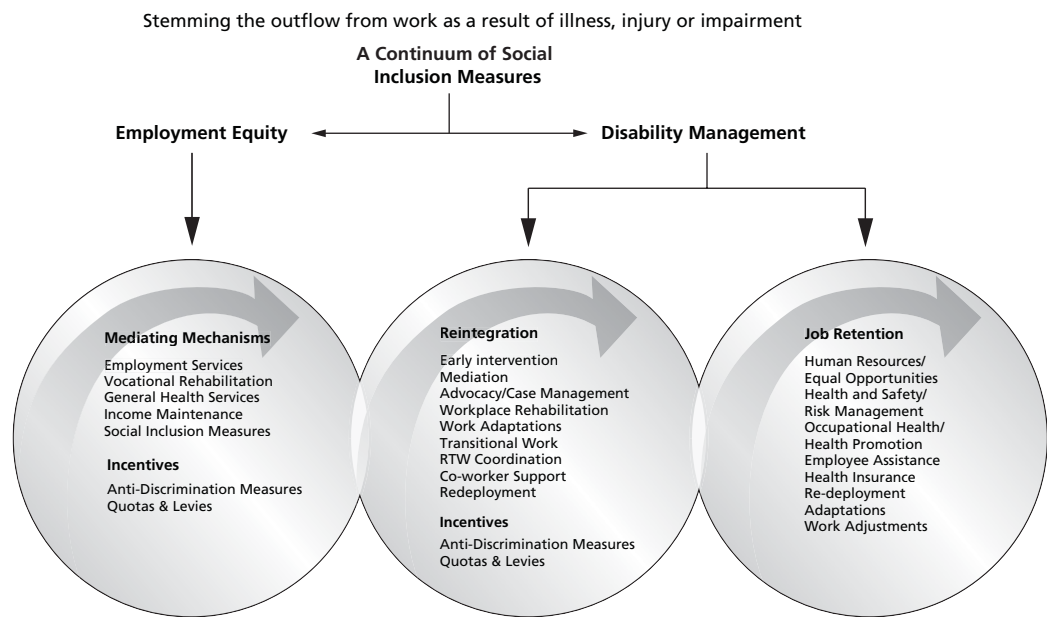 Stemming the outflow from work as a result of illness, injury or impairment
A Continuum of Social
Inclusion Measures
Employment Equity
Disability Management
Mediating Mechanisms
Employment Services
Vocational Rehabilitation
General Health Services
Income Maintenance
Social Inclusion Measures
Incentives
Anti-Discrimination Measures
Quotas & Levies
Reintegration
Early intervention
Mediation
Advocacy/Case Management
Workplace Rehabilitation
Work Adaptations
Transitional Work
RTW Coordination
Co-worker Support
Redeployment
Incentives
Anti-Discrimination Measures
Quotas & Levies
Job Retention
Human Resources/
Equal Opportunities
Health and Safety/
Risk Management
Occupational Health/
Health Promotion
Employee Assistance
Health Insurance
Re-deployment
Adaptations
Work Adjustments